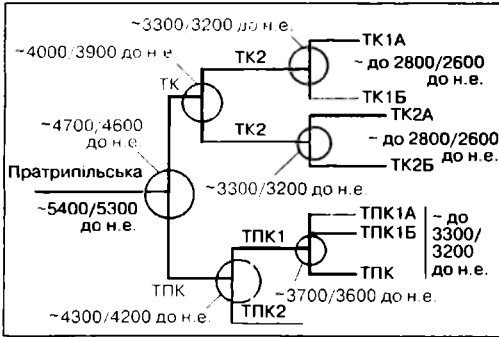 ~3300/3200 до н.е.
~4000/3900 до н.е.
ТК1А
ТК2
~ до 2800/2600
до н.е.
ТК
ТК1Б
ТК2А
~4700/4600
до н.е.
ТК2
~ до 2800/2600
до н.е.
ТК2Б
Пратрипільська
~3300/3200 до н.е.
~5400/5300
до н.е.
ТПК1А
ТПК1
ТПК1Б
~ до
3300/
3200
до н.е.
ТПК
ТПК
~3700/3600 до н.е.
ТПК2
~4300/4200 до н.е.